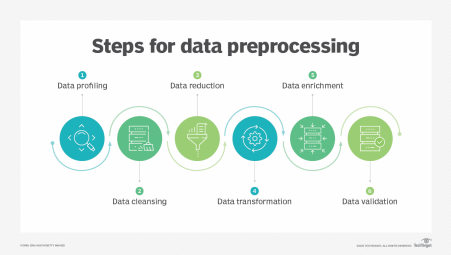 Steps for data preprocessing
1
Data profiling
3
Data reduction
5
Data enrichment
2
Data cleansing
4
Data transformation
6
Data validation
TechTarget